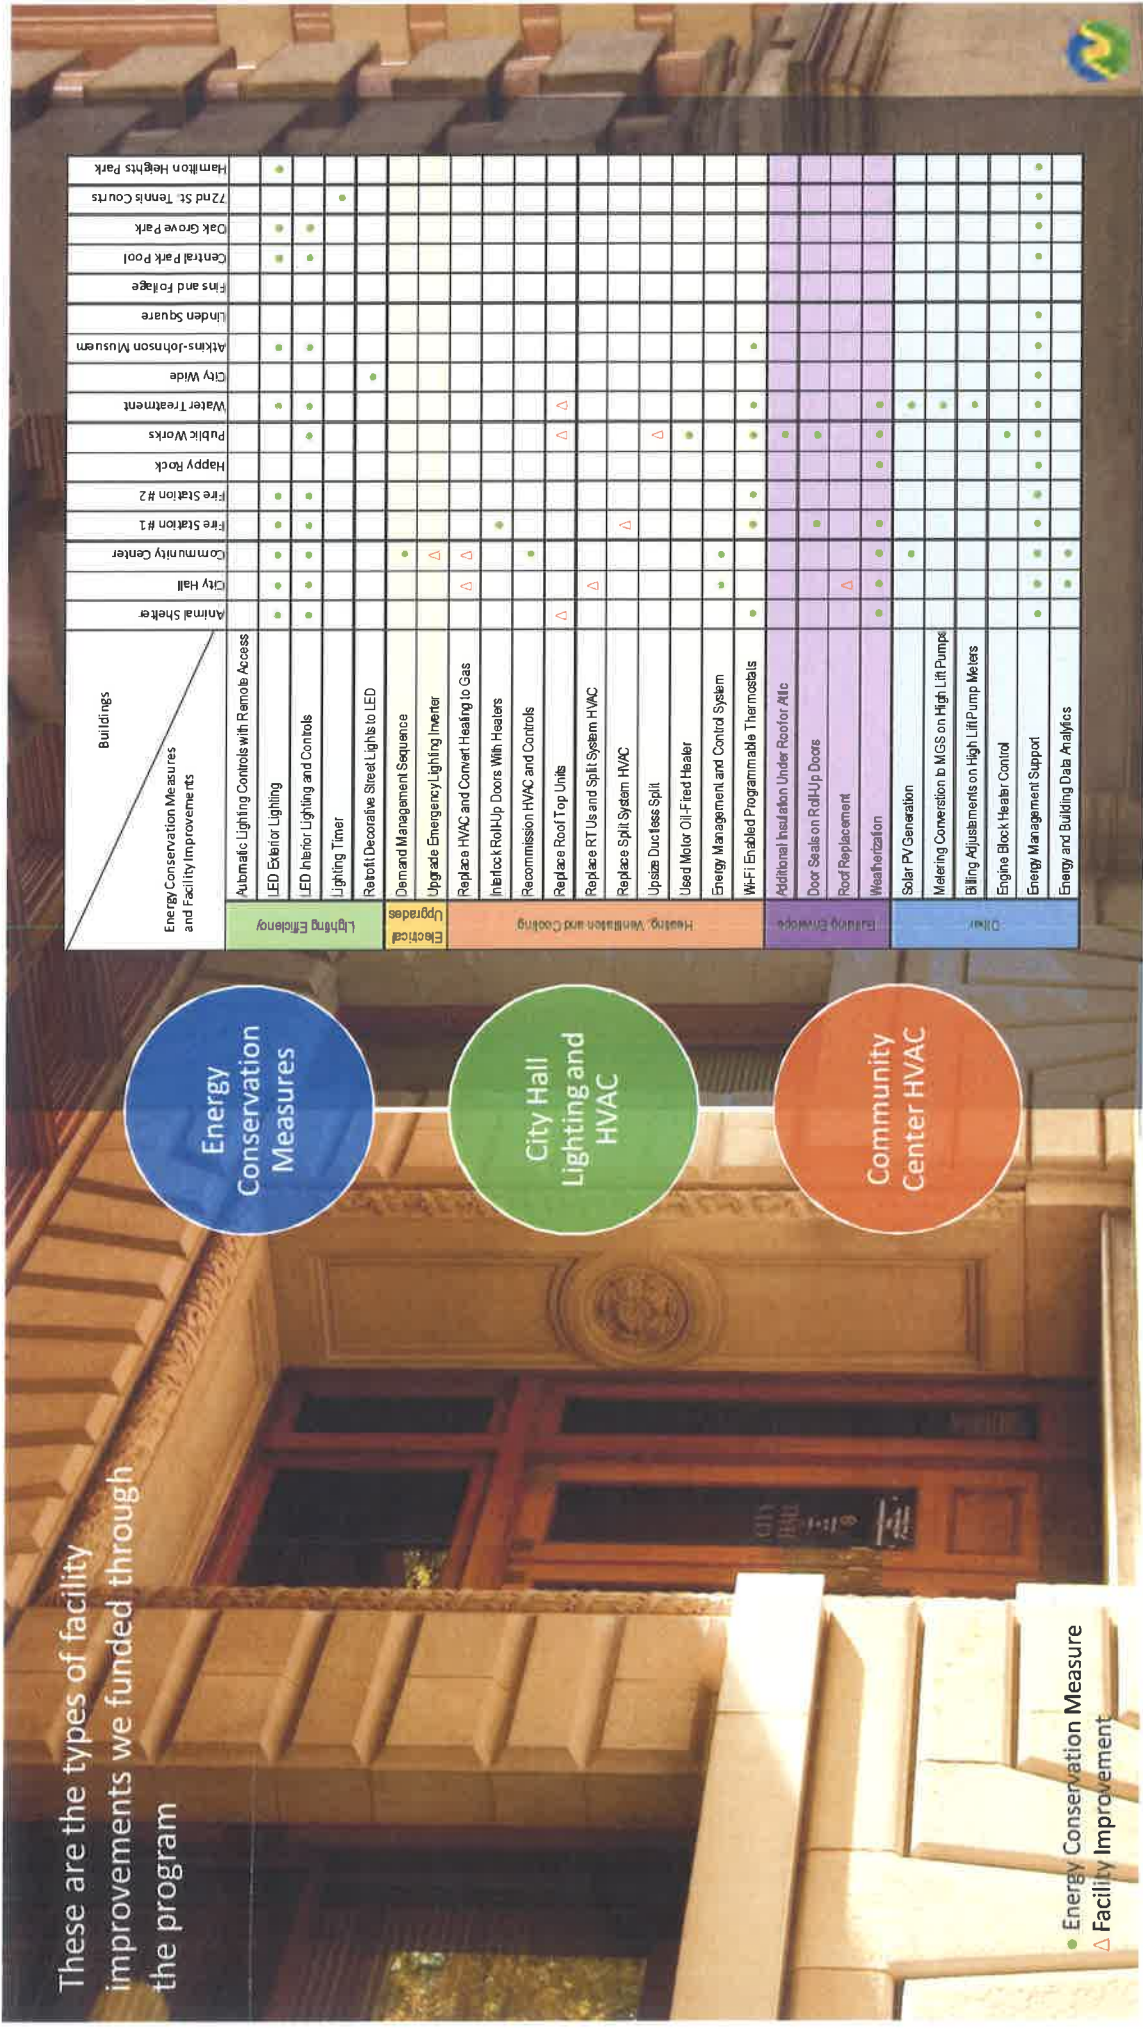 These are the types of facility
improvements we funded through
the program
Energy
Conservation
Measures
City Hall
Lighting and
HVAC
Community
Center HVAC
Buildings
Energy Conservation Measures
and Facility Improvements
Animal Shelter
City Hall
Community Center
Fire Station #1
Fire Station #2
Happy Rock
Public Works
Water Treatment
City Wide
Atkins-Johnson Musuem
Linden Square
Fins and Foliage
Central Park Pool
Oak Grove Park
72nd St. Tennis Courts
Hamilton Heights Park
Lighting Efficiency
Automatic Lighting Controls with Remote Access
LED Exterior Lighting
LED Interior Lighting and Controls
Lighting Timer
Retrofit Decorative Street Lights to LED
Electrical
Upgrades
Demand Management Sequence
Upgrade Emergency Lighting Inverter
Heating, Ventilation and Cooling
Replace HVAC and Convert Heating to Gas
Interlock Roll-Up Doors With Heaters
Recommission HVAC and Controls
Replace Roof Top Units
Replace RTUs and Split System HVAC
Replace Split System HVAC
Upsize Ductless Split
Used Motor Oil-Fired Heater
Energy Management and Control System
Wi-Fi Enabled Programmable Thermostats
Building Envelope
Additional Insulation Under Roof or Attic
Door Seals on Roll-Up Doors
Roof Replacement
Weatherization
Other
Solar PV Generation
Metering Converstion to MGS on High Lift Pumps
Billing Adjustements on High Lift Pump Meters
Engine Block Heater Control
Energy Management Support
Energy and Building Data Analytics
CITY
HALL
● Energy Conservation Measure
△ Facility Improvement